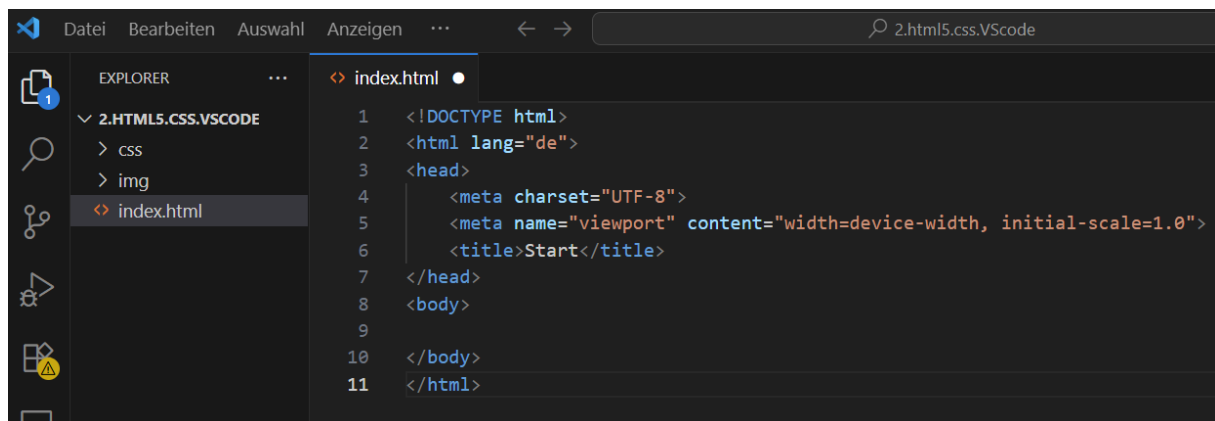 Datei Bearbeiten Auswahl Anzeigen ··· ← → 2.html5.css.VScode
EXPLORER ···
index.html
1
2.HTML5.CSS.VSCODE
css
img
index.html
1 <!DOCTYPE html>
2 <html lang="de">
3 <head>
4 <meta charset="UTF-8">
5 <meta name="viewport" content="width=device-width, initial-scale=1.0">
6 <title>Start</title>
7 </head>
8 <body>
9
10 </body>
11 </html>